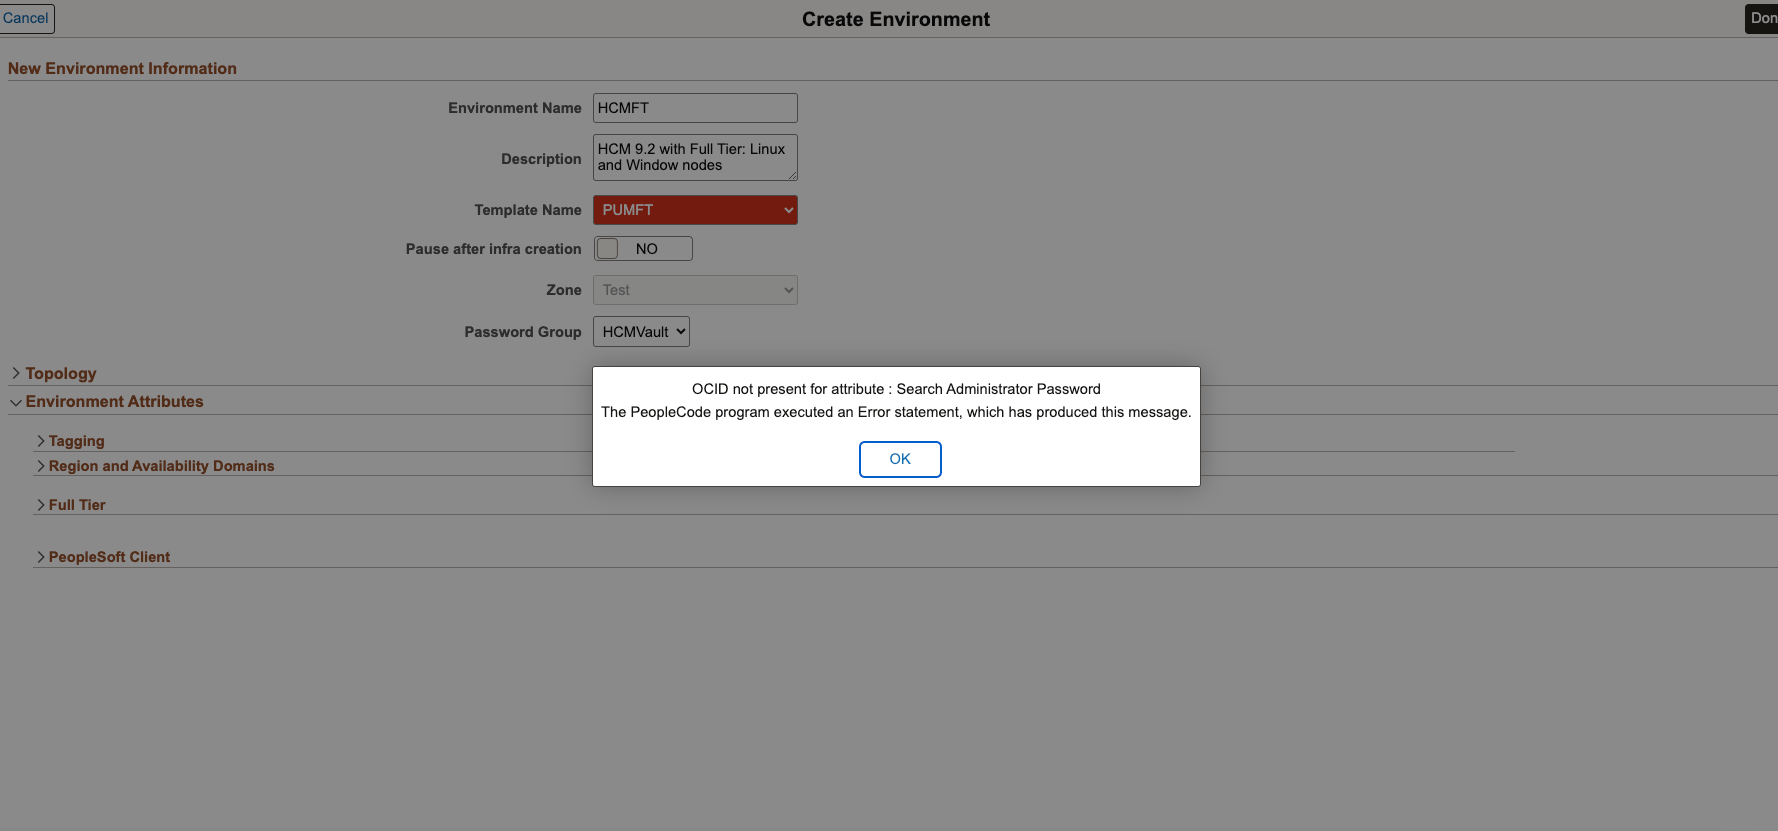 Cancel
Create Environment
Don
New Environment Information
Environment Name
HCMFT
Description
HCM 9.2 with Full Tier: Linux
and Window nodes
Template Name
PUMFT
Pause after infra creation
NO
Zone
Test
Password Group
HCMVault
Topology
Environment Attributes
OCID not present for attribute : Search Administrator Password
The PeopleCode program executed an Error statement, which has produced this message.
OK
Tagging
Region and Availability Domains
Full Tier
PeopleSoft Client